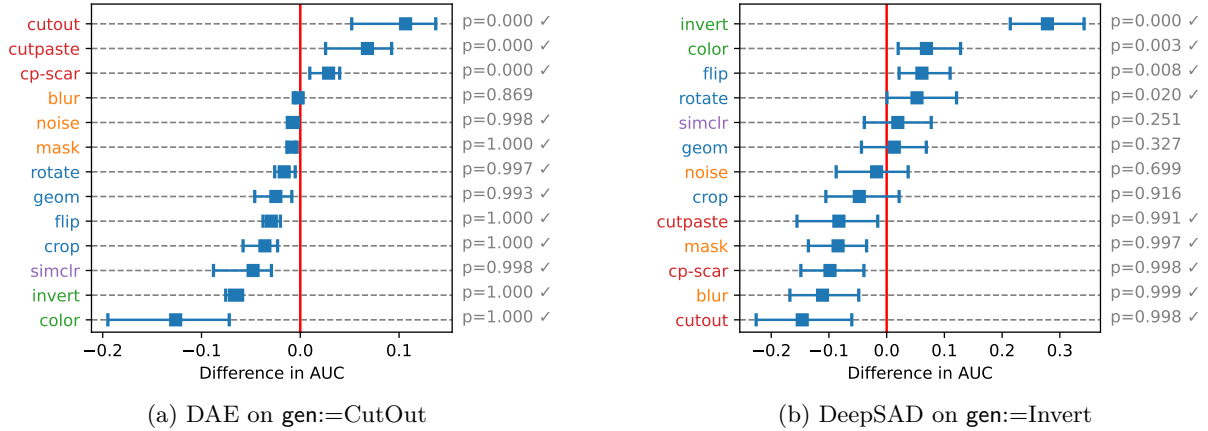 cutout p=0.000 ✓
cutpaste p=0.000 ✓
cp-scar p=0.000 ✓
blur p=0.869
noise p=0.998 ✓
mask p=1.000 ✓
rotate p=0.997 ✓
geom p=0.993 ✓
flip p=1.000 ✓
crop p=1.000 ✓
simclr p=0.998 ✓
invert p=1.000 ✓
color p=1.000 ✓
−0.2 −0.1 0.0 0.1
Difference in AUC
(a) DAE on gen:=CutOut
invert p=0.000 ✓
color p=0.003 ✓
flip p=0.008 ✓
rotate p=0.020 ✓
simclr p=0.251
geom p=0.327
noise p=0.699
crop p=0.916
cutpaste p=0.991 ✓
mask p=0.997 ✓
cp-scar p=0.998 ✓
blur p=0.999 ✓
cutout p=0.998 ✓
−0.2 −0.1 0.0 0.1 0.2 0.3
Difference in AUC
(b) DeepSAD on gen:=Invert